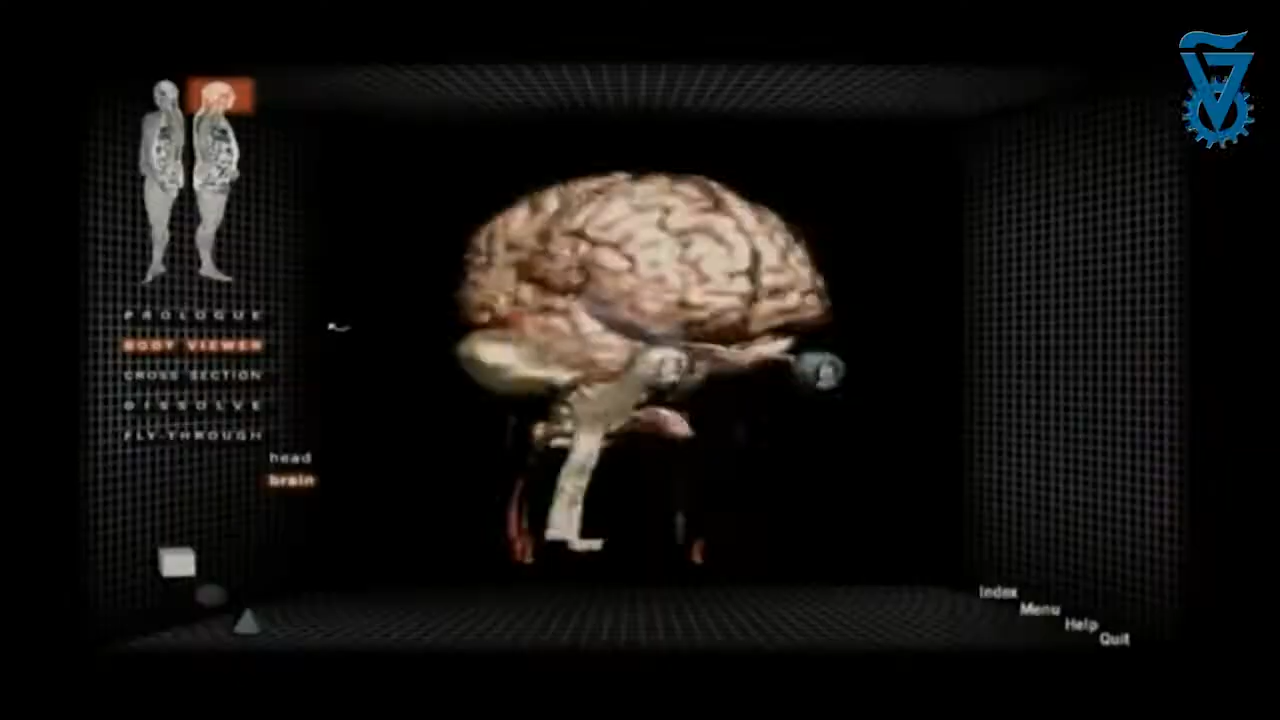 PROLOGUE
BODY VIEWER
CROSS SECTION
DISSOLVE
FLY-THROUGH
head
brain
Index
Menu
Help
Quit